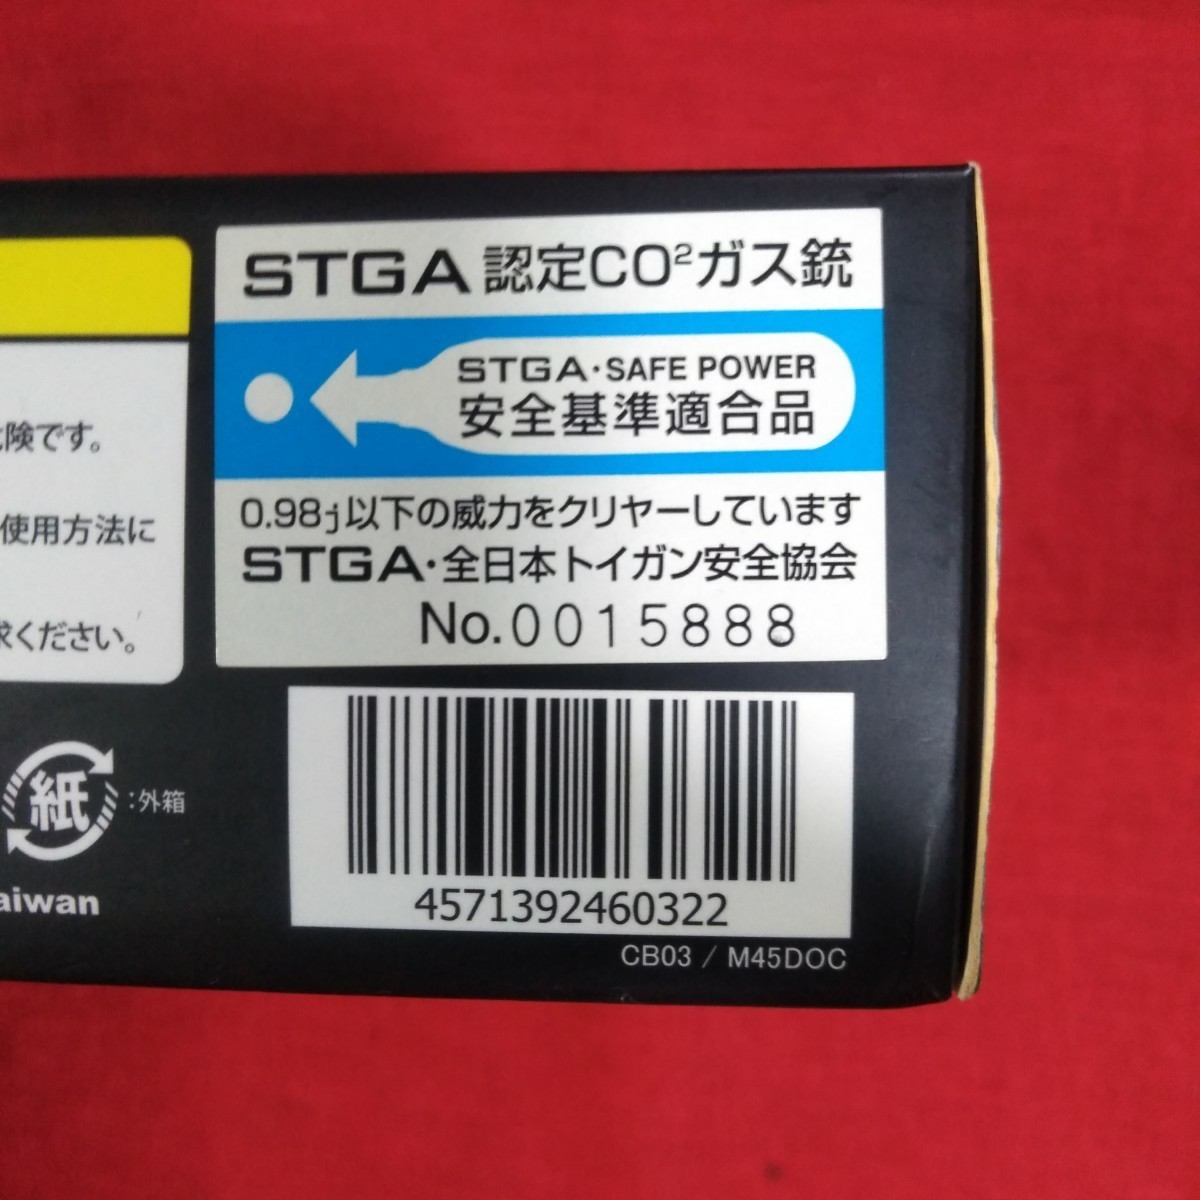 STGA 認定CO²ガス銃
STGA・SAFE POWER
安全基準適合品
0.98j以下の威力をクリヤーしています
STGA・全日本トイガン安全協会
No.0015888
険です。
使用方法に
ください。
紙
:外箱
aiwan
4571392460322
CB03 / M45DOC